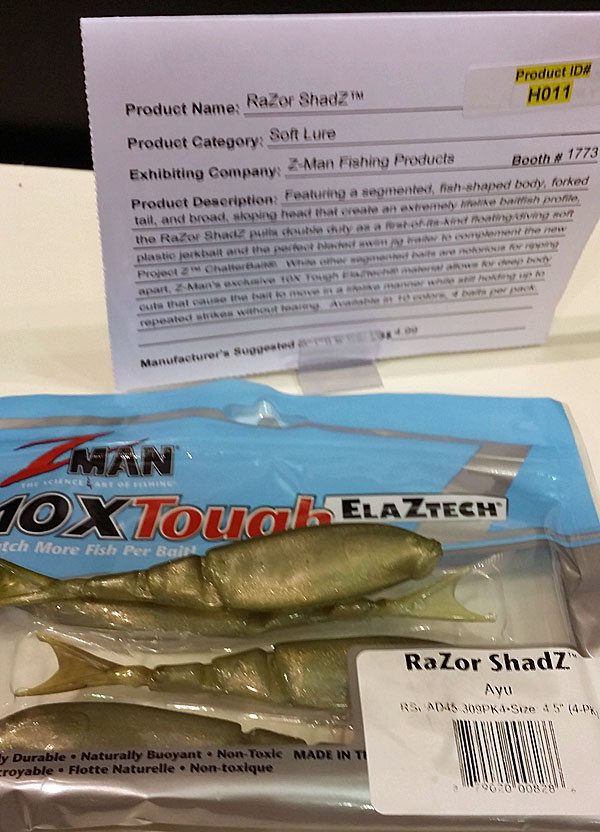 Product ID#
H011
Product Name: RaZor ShadZ™
Product Category: Soft Lure
Exhibiting Company: Z-Man Fishing Products Booth # 1773
Product Description: Featuring a segmented, fish-shaped body, forked
tail, and broad, sloping head that create an extremely lifelike baitfish profile,
the RaZor ShadZ pulls double duty as a first-of-its-kind floating/diving soft
plastic jerkbait and the perfect bladed swim jig trailer to complement the new
Project Z™ ChatterBait®. While other segmented baits are notorious for ripping
apart, Z-Man's exclusive 10X Tough ElaZtech® material allows for deep body
cuts that cause the bait to move in a lifelike manner while still holding up to
repeated strikes without tearing. Available in 10 colors, 4 baits per pack.
Manufacturer's Suggested 4.99
ZMAN
THE SCIENCE & ART OF FISHING
10X Tough ELAZTECH®
atch More Fish Per Bait!
RaZor ShadZ™
Ayu
RS, AD45-309PK4•Size 4.5" (4-Pk
ly Durable • Naturally Buoyant • Non-Toxic MADE IN T
croyable • Flotte Naturelle • Non-toxique